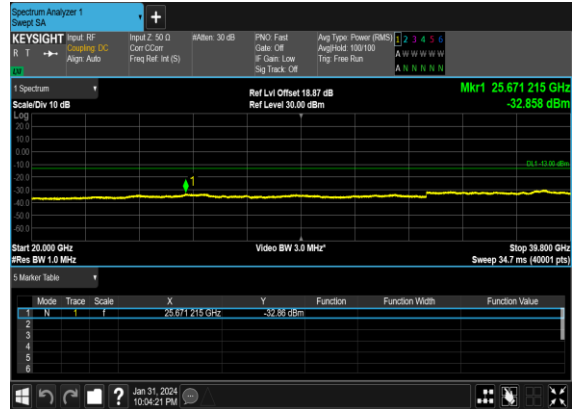 Spectrum Analyzer 1
Swept SA
+
KEYSIGHT Input: RF Input Z: 50 Ω #Atten: 30 dB PNO: Fast Avg Type: Power (RMS) 1 2 3 4 5 6
R T Coupling: DC Corr CCorr Gate: Off Avg|Hold: 100/100 A W W W W W
Align: Auto Freq Ref: Int (S) IF Gain: Low Trig: Free Run
Sig Track: Off A N N N N N
1 Spectrum Ref Lvl Offset 18.87 dB Mkr1 25.671 215 GHz
Scale/Div 10 dB Ref Level 30.00 dBm -32.858 dBm
Log
20.0
10.0
0.00
-10.0
DL1 -13.00 dBm
-20.0
1
-30.0
-40.0
-50.0
-60.0
Start 20.000 GHz Video BW 3.0 MHz* Stop 39.800 GHz
#Res BW 1.0 MHz Sweep 34.7 ms (40001 pts)
5 Marker Table
Mode Trace Scale X Y Function Function Width Function Value
1 N 1 f 25.671 215 GHz -32.86 dBm
2
3
4
5
6
? Jan 31, 2024
10:04:21 PM